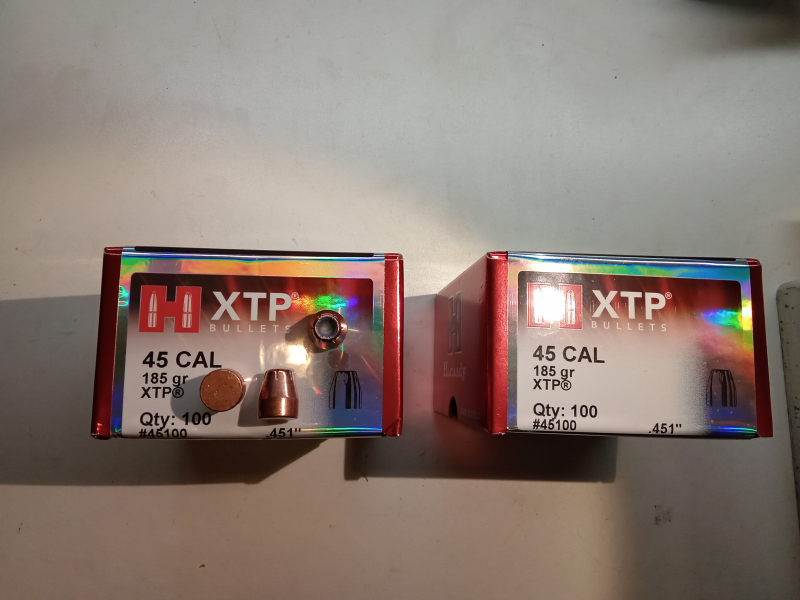 H XTP®
BULLETS
45 CAL
185 gr
XTP®
Qty: 100
#45100
.451"
H
Hornady
H XTP®
BULLETS
45 CAL
185 gr
XTP®
Qty: 100
#45100
.451"